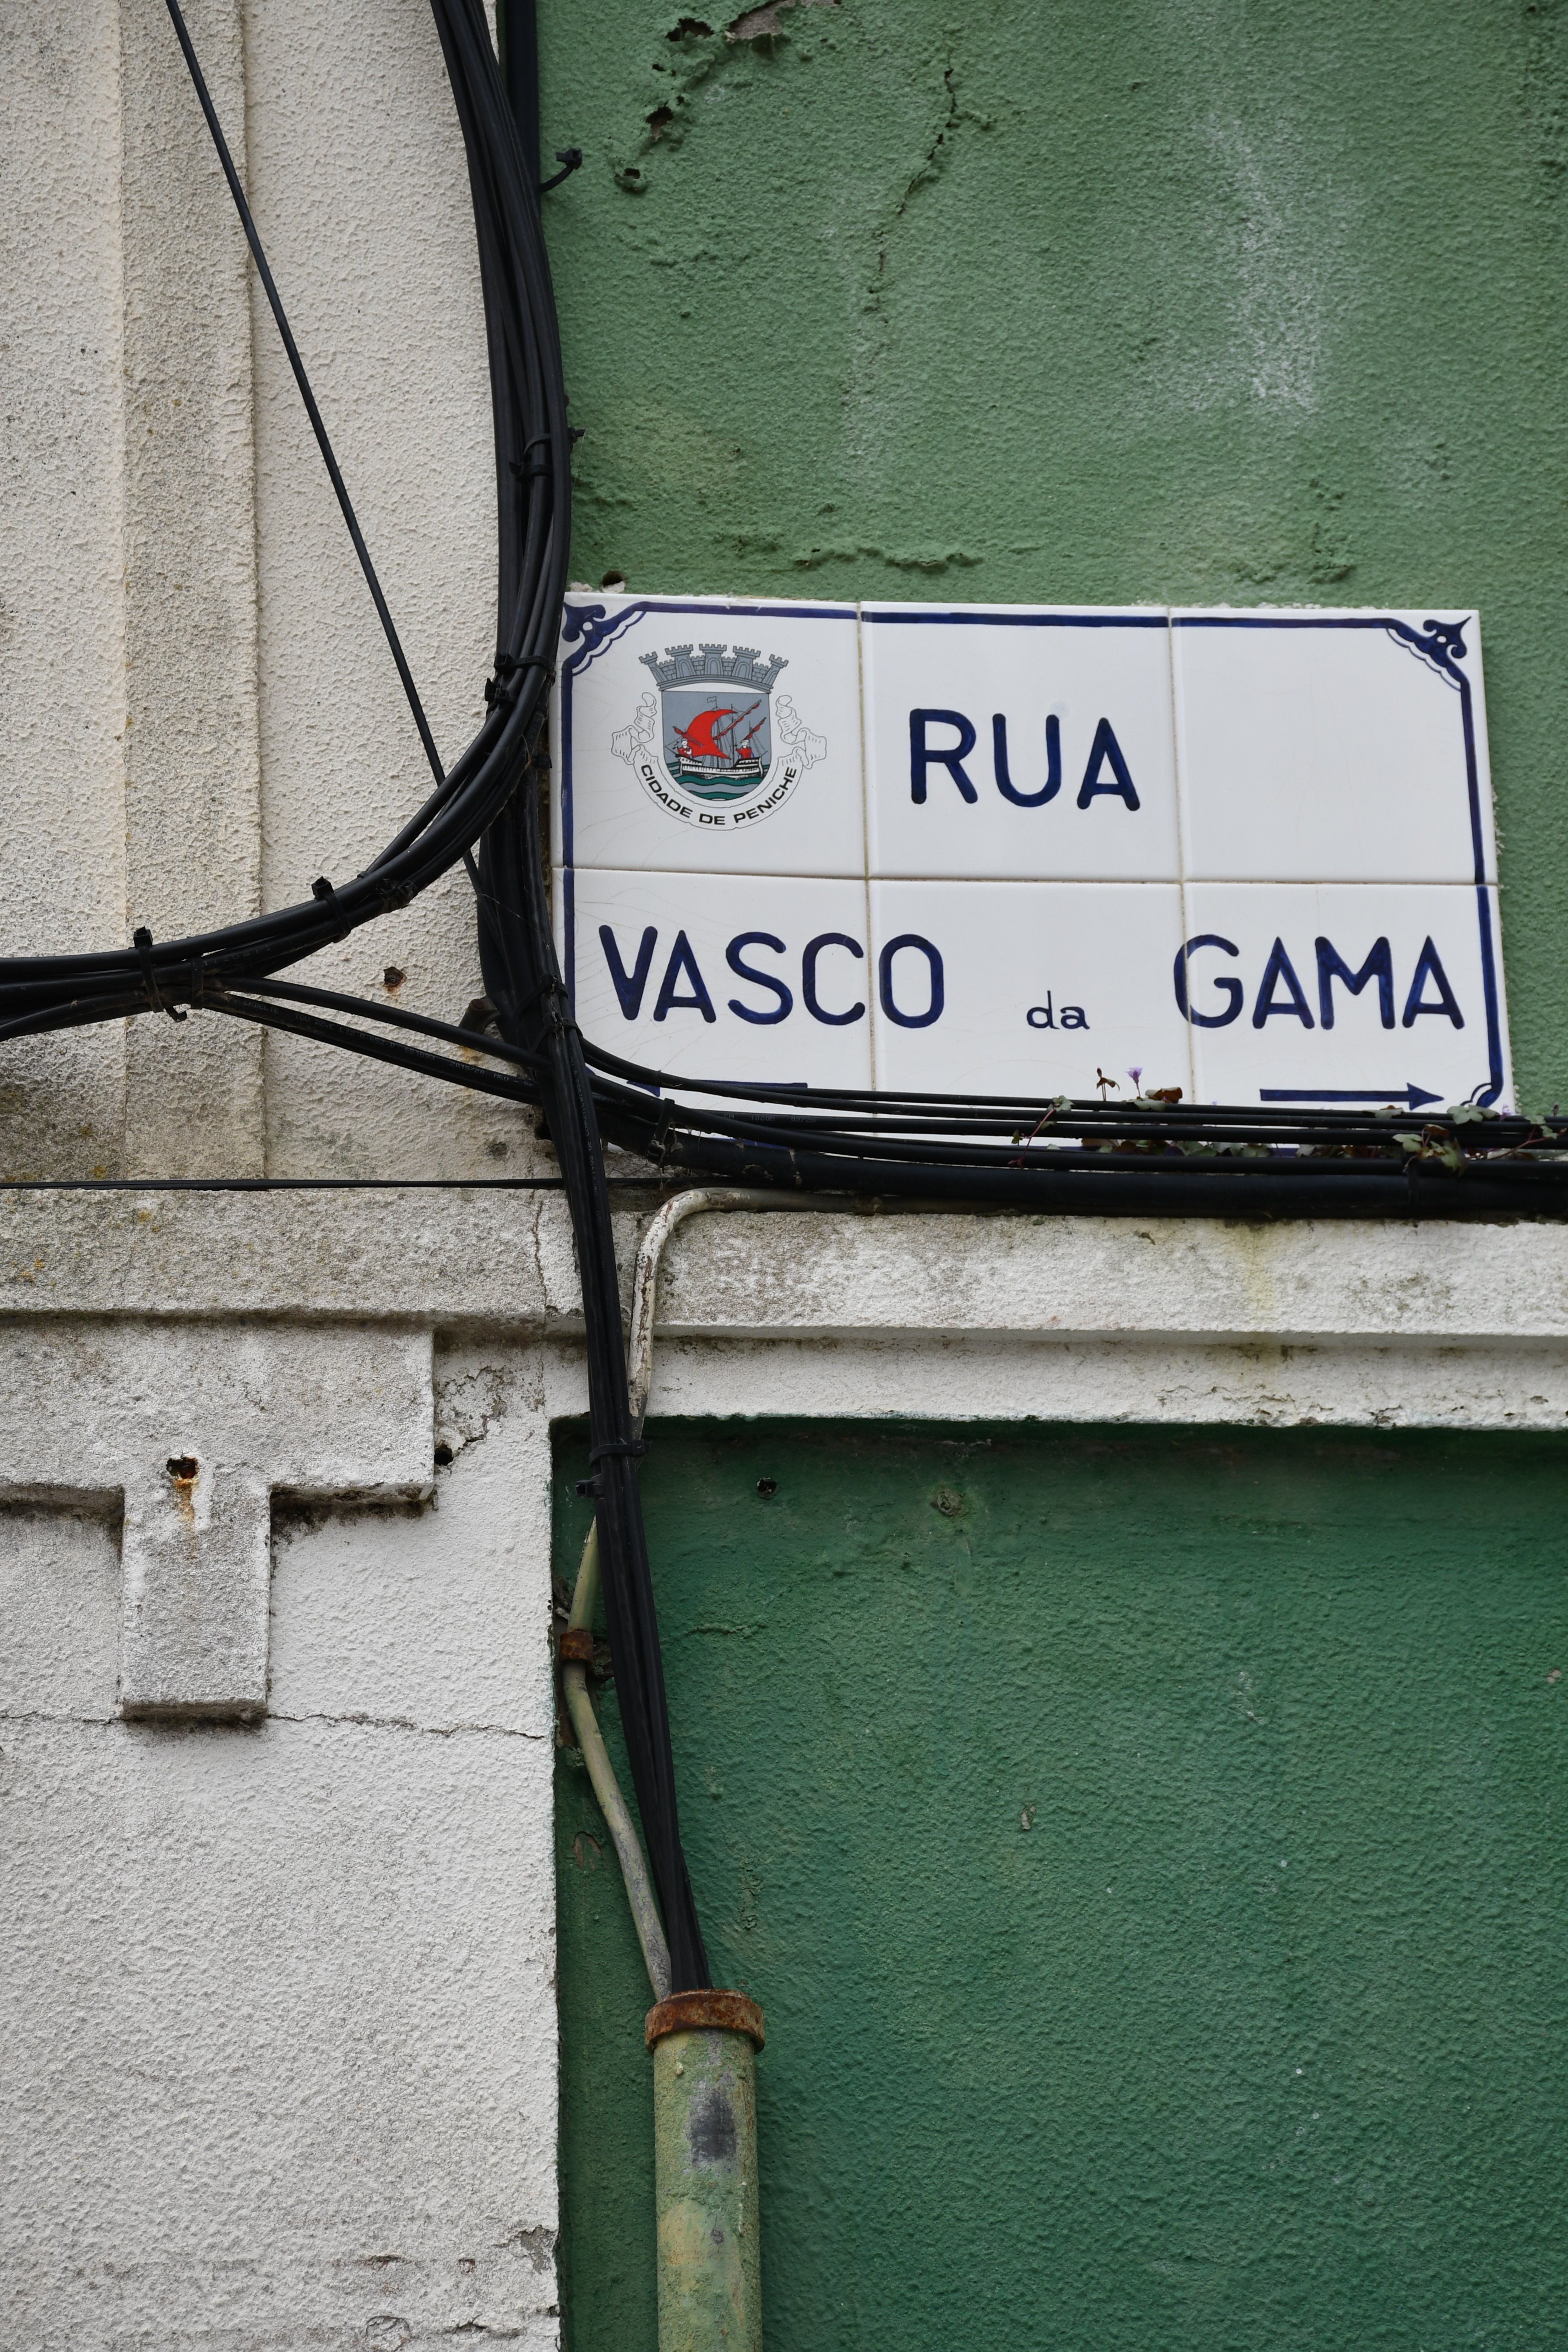 CIDADE DE PENICHE
RUA
VASCO da GAMA